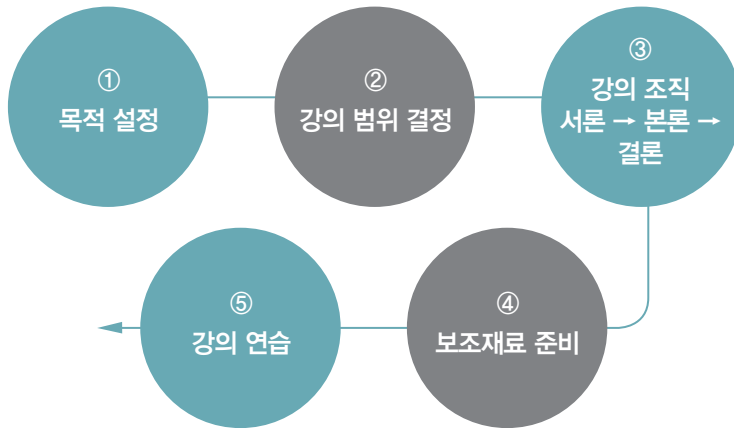 ①
목적 설정
②
강의 범위 결정
③
강의 조직
서론 → 본론 →
결론
④
보조재료 준비
⑤
강의 연습